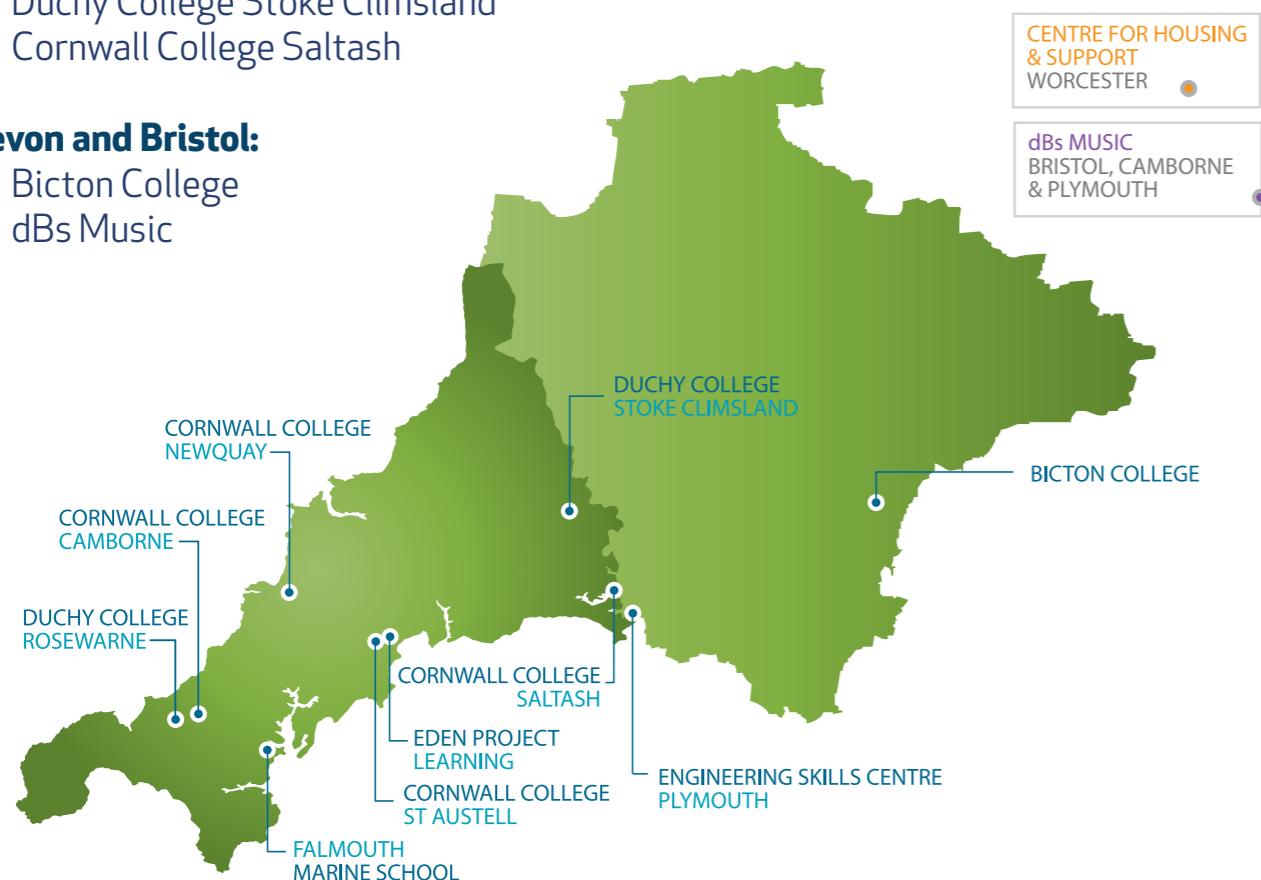 Duchy College Stoke Climsland
Cornwall College Saltash
evon and Bristol:
Bicton College
dBs Music
CENTRE FOR HOUSING
& SUPPORT
WORCESTER
dBs MUSIC
BRISTOL, CAMBORNE
& PLYMOUTH
DUCHY COLLEGE
STOKE CLIMSLAND
CORNWALL COLLEGE
NEWQUAY
BICTON COLLEGE
CORNWALL COLLEGE
CAMBORNE
DUCHY COLLEGE
ROSEWARNE
CORNWALL COLLEGE
SALTASH
EDEN PROJECT
LEARNING
ENGINEERING SKILLS CENTRE
PLYMOUTH
CORNWALL COLLEGE
ST AUSTELL
FALMOUTH
MARINE SCHOOL